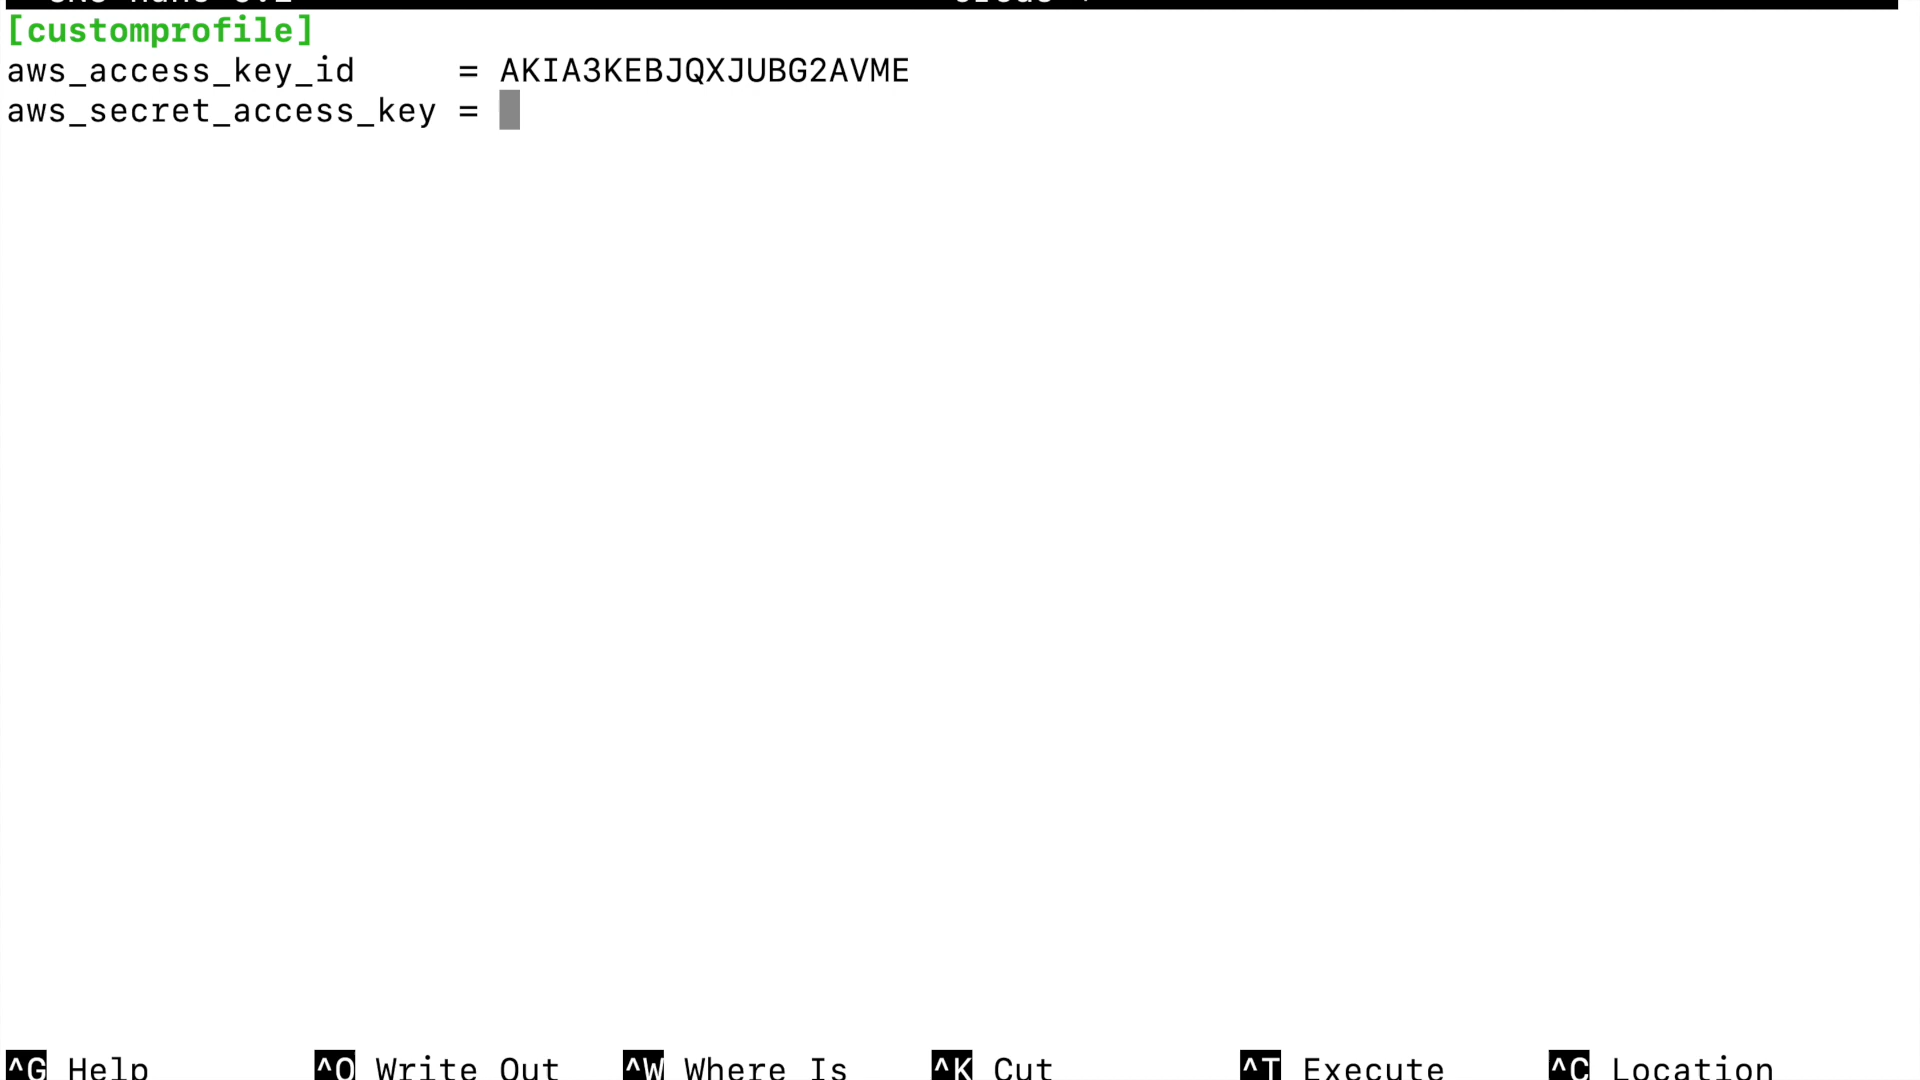 [customprofile]
aws_access_key_id     = AKIA3KEBJQXJUBG2AVME
aws_secret_access_key =
^G Help ^O Write Out ^W Where Is ^K Cut ^T Execute ^C Location